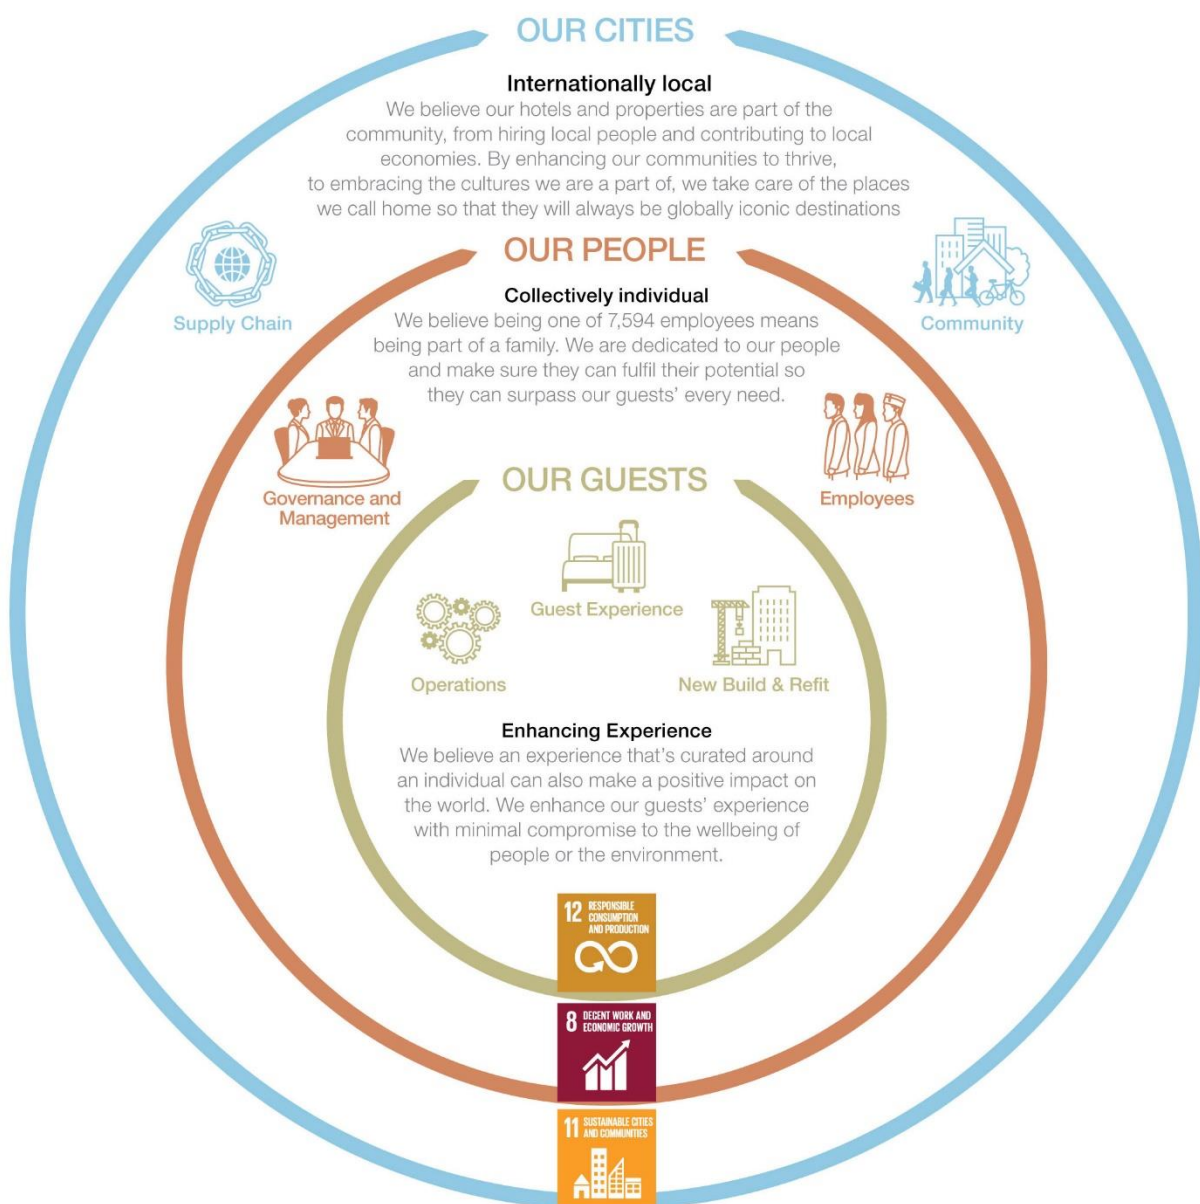 OUR CITIES
Internationally local
We believe our hotels and properties are part of the
community, from hiring local people and contributing to local
economies. By enhancing our communities to thrive,
to embracing the cultures we are a part of, we take care of the places
we call home so that they will always be globally iconic destinations
Supply Chain
Community
OUR PEOPLE
Collectively individual
We believe being one of 7,594 employees means
being part of a family. We are dedicated to our people
and make sure they can fulfil their potential so
they can surpass our guests' every need.
Governance and
Management
Employees
OUR GUESTS
Guest Experience
Operations
New Build & Refit
Enhancing Experience
We believe an experience that's curated around
an individual can also make a positive impact on
the world. We enhance our guests' experience
with minimal compromise to the wellbeing of
people or the environment.
12 RESPONSIBLE
CONSUMPTION
AND PRODUCTION
8 DECENT WORK AND
ECONOMIC GROWTH
11 SUSTAINABLE CITIES
AND COMMUNITIES